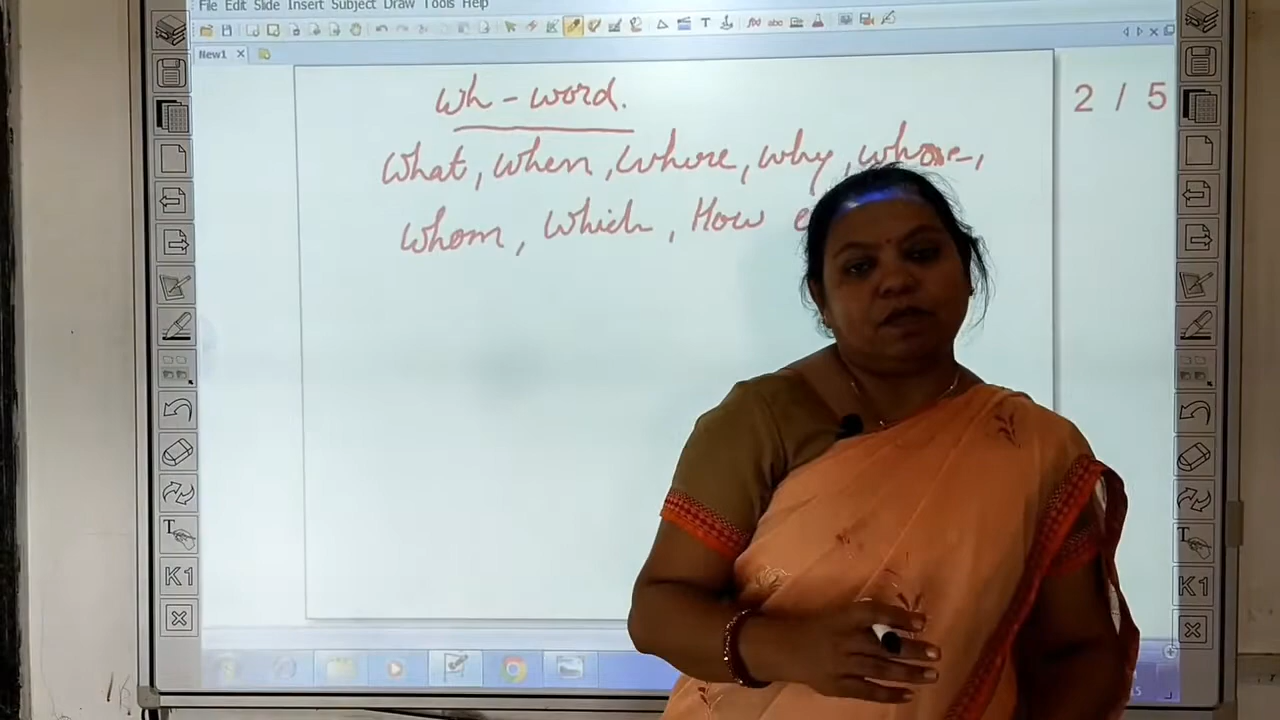 File Edit Slide Insert Subject Draw Tools Help
New1
2 / 5
Wh - word.
What, When, Where, Why, Whose,
Whom, Which, How
T
K1
T
K1